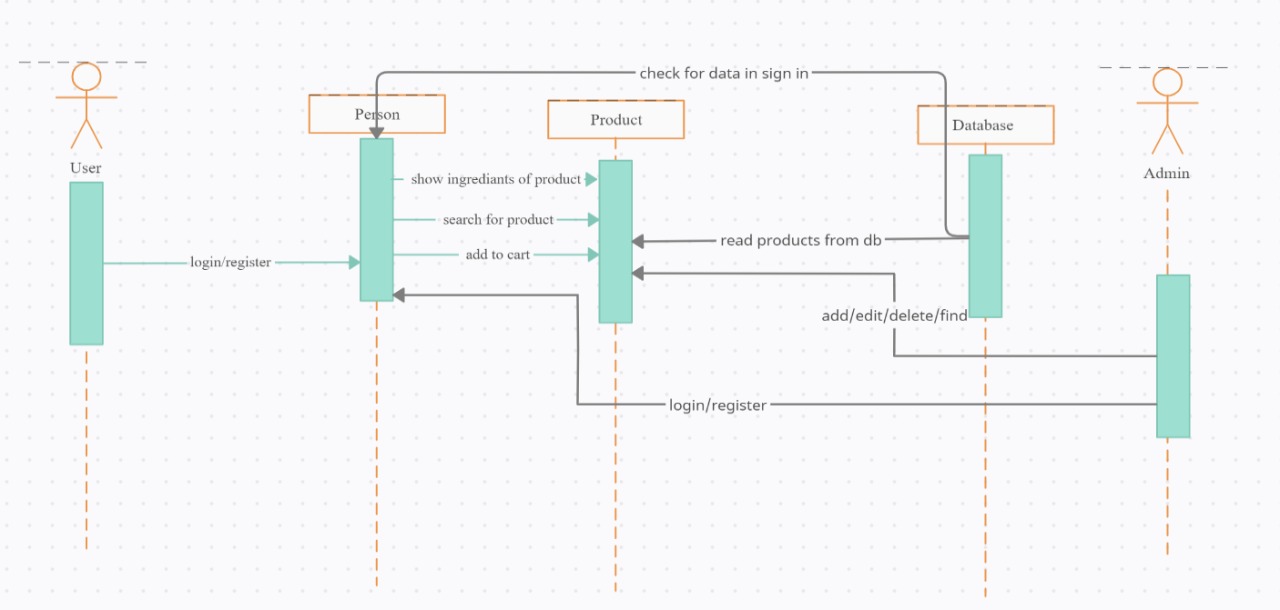 check for data in sign in
Person
Product
Database
User
Admin
show ingrediants of product
search for product
read products from db
add to cart
login/register
add/edit/delete/find
login/register